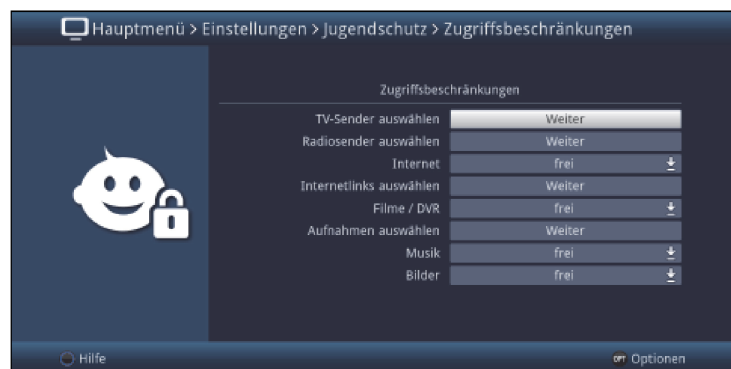 Hauptmenü > Einstellungen > Jugendschutz > Zugriffsbeschränkungen
Zugriffsbeschränkungen
TV-Sender auswählen Weiter
Radiosender auswählen Weiter
Internet frei
Internetlinks auswählen Weiter
Filme / DVR frei
Aufnahmen auswählen Weiter
Musik frei
Bilder frei
Hilfe OPT Optionen